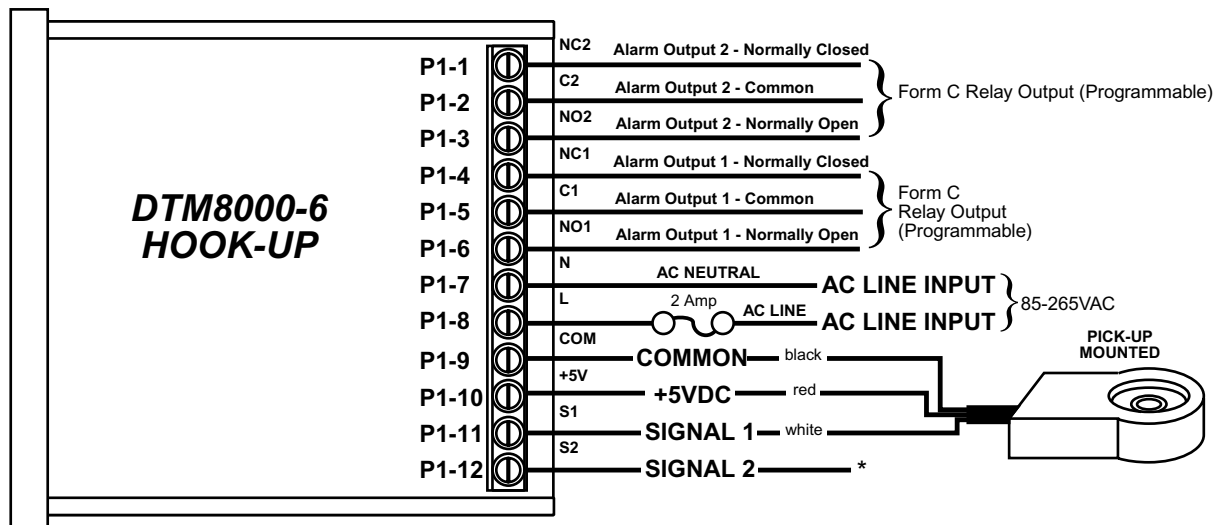 DTM8000-6
HOOK-UP
P1-1 NC2 Alarm Output 2 - Normally Closed
P1-2 C2 Alarm Output 2 - Common
P1-3 NO2 Alarm Output 2 - Normally Open
Form C Relay Output (Programmable)
P1-4 NC1 Alarm Output 1 - Normally Closed
P1-5 C1 Alarm Output 1 - Common
P1-6 NO1 Alarm Output 1 - Normally Open
Form C
Relay Output
(Programmable)
P1-7 N AC NEUTRAL AC LINE INPUT
P1-8 L 2 Amp AC LINE AC LINE INPUT
85-265VAC
P1-9 COM COMMON black
P1-10 +5V +5VDC red
P1-11 S1 SIGNAL 1 white
P1-12 S2 SIGNAL 2 *
PICK-UP
MOUNTED